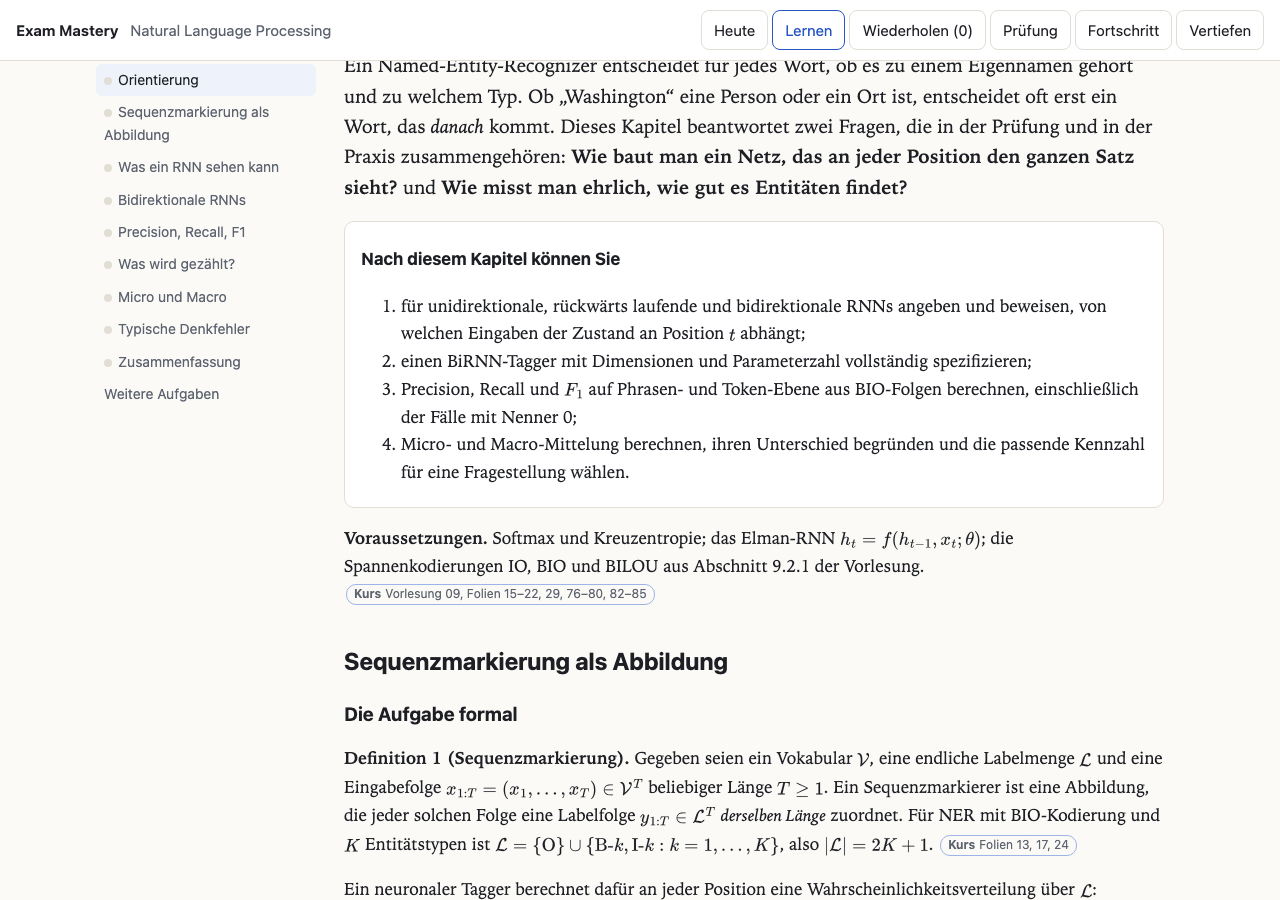 Exam Mastery Natural Language Processing
Heute Lernen Wiederholen (0) Prüfung Fortschritt Vertiefen
Orientierung
Sequenzmarkierung als
Abbildung
Was ein RNN sehen kann
Bidirektionale RNNs
Precision, Recall, F1
Was wird gezählt?
Micro und Macro
Typische Denkfehler
Zusammenfassung
Weitere Aufgaben
Ein Named-Entity-Recognizer entscheidet für jedes Wort, ob es zu einem Eigennamen gehört
und zu welchem Typ. Ob „Washington“ eine Person oder ein Ort ist, entscheidet oft erst ein
Wort, das danach kommt. Dieses Kapitel beantwortet zwei Fragen, die in der Prüfung und in der
Praxis zusammengehören: Wie baut man ein Netz, das an jeder Position den ganzen Satz
sieht? und Wie misst man ehrlich, wie gut es Entitäten findet?
Nach diesem Kapitel können Sie
1. für unidirektionale, rückwärts laufende und bidirektionale RNNs angeben und beweisen, von
welchen Eingaben der Zustand an Position t abhängt;
2. einen BiRNN-Tagger mit Dimensionen und Parameterzahl vollständig spezifizieren;
3. Precision, Recall und F₁ auf Phrasen- und Token-Ebene aus BIO-Folgen berechnen, einschließlich
der Fälle mit Nenner 0;
4. Micro- und Macro-Mittelung berechnen, ihren Unterschied begründen und die passende Kennzahl
für eine Fragestellung wählen.
Voraussetzungen. Softmax und Kreuzentropie; das Elman-RNN hₜ = f(hₜ₋₁, xₜ; θ); die
Spannenkodierungen IO, BIO und BILOU aus Abschnitt 9.2.1 der Vorlesung.
Kurs Vorlesung 09, Folien 15–22, 29, 76–80, 82–85
Sequenzmarkierung als Abbildung
Die Aufgabe formal
Definition 1 (Sequenzmarkierung). Gegeben seien ein Vokabular 𝒱, eine endliche Labelmenge ℒ und eine
Eingabefolge x_{1:T} = (x₁, …, x_T) ∈ 𝒱^T beliebiger Länge T ≥ 1. Ein Sequenzmarkierer ist eine Abbildung,
die jeder solchen Folge eine Labelfolge y_{1:T} ∈ ℒ^T derselben Länge zuordnet. Für NER mit BIO-Kodierung und
K Entitätstypen ist ℒ = {O} ∪ {B-k, I-k : k = 1, …, K}, also |ℒ| = 2K + 1. Kurs Folien 13, 17, 24
Ein neuronaler Tagger berechnet dafür an jeder Position eine Wahrscheinlichkeitsverteilung über ℒ: